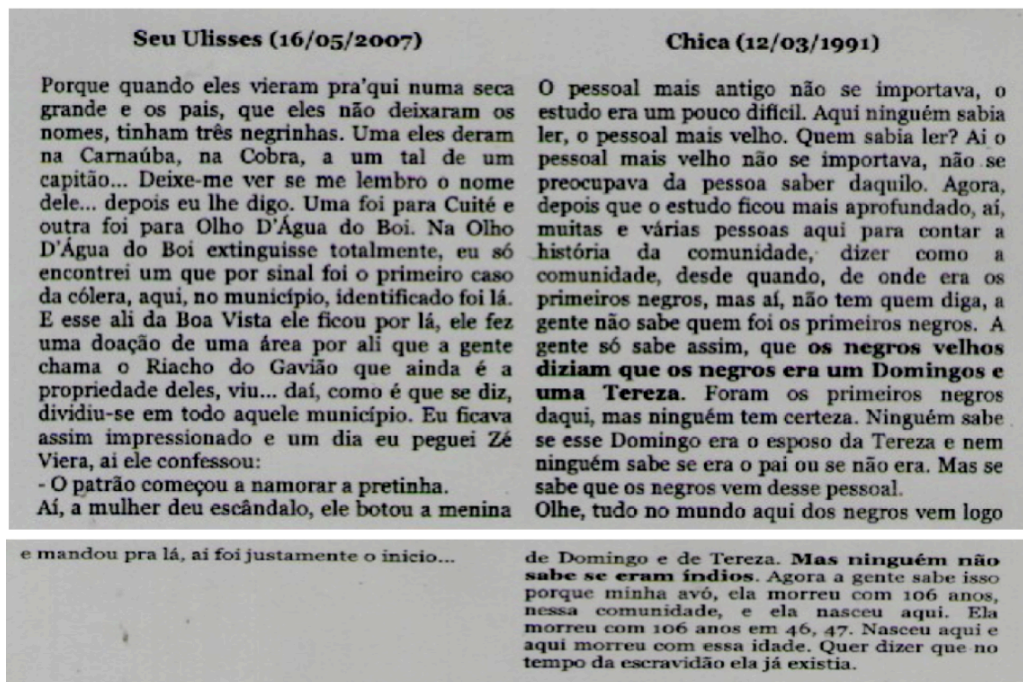 Seu Ulisses (16/05/2007)
Porque quando eles vieram pra'qui numa seca
grande e os pais, que eles não deixaram os
nomes, tinham três negrinhas. Uma eles deram
na Carnaúba, na Cobra, a um tal de um
capitão... Deixe-me ver se me lembro o nome
dele... depois eu lhe digo. Uma foi para Cuité e
outra foi para Olho D'Água do Boi. Na Olho
D'Água do Boi extinguisse totalmente, eu só
encontrei um que por sinal foi o primeiro caso
da cólera, aqui, no município, identificado foi lá.
E esse ali da Boa Vista ele ficou por lá, ele fez
uma doação de uma área por ali que a gente
chama o Riacho do Gavião que ainda é a
propriedade deles, viu... daí, como é que se diz,
dividiu-se em todo aquele município. Eu ficava
assim impressionado e um dia eu peguei Zé
Viera, ai ele confessou:
- O patrão começou a namorar a pretinha.
Aí, a mulher deu escândalo, ele botou a menina
e mandou pra lá, ai foi justamente o inicio...
Chica (12/03/1991)
O pessoal mais antigo não se importava, o
estudo era um pouco difícil. Aqui ninguém sabia
ler, o pessoal mais velho. Quem sabia ler? Ai o
pessoal mais velho não se importava, não se
preocupava da pessoa saber daquilo. Agora,
depois que o estudo ficou mais aprofundado, aí,
muitas e várias pessoas aqui para contar a
história da comunidade, dizer como a
comunidade, desde quando, de onde era os
primeiros negros, mas aí, não tem quem diga, a
gente não sabe quem foi os primeiros negros. A
gente só sabe assim, que os negros velhos
diziam que os negros era um Domingos e
uma Tereza. Foram os primeiros negros
daqui, mas ninguém tem certeza. Ninguém sabe
se esse Domingo era o esposo da Tereza e nem
ninguém sabe se era o pai ou se não era. Mas se
sabe que os negros vem desse pessoal.
Olhe, tudo no mundo aqui dos negros vem logo
de Domingo e de Tereza. Mas ninguém não
sabe se eram índios. Agora a gente sabe isso
porque minha avó, ela morreu com 106 anos,
nessa comunidade, e ela nasceu aqui. Ela
morreu com 106 anos em 46, 47. Nasceu aqui e
aqui morreu com essa idade. Quer dizer que no
tempo da escravidão ela já existia.